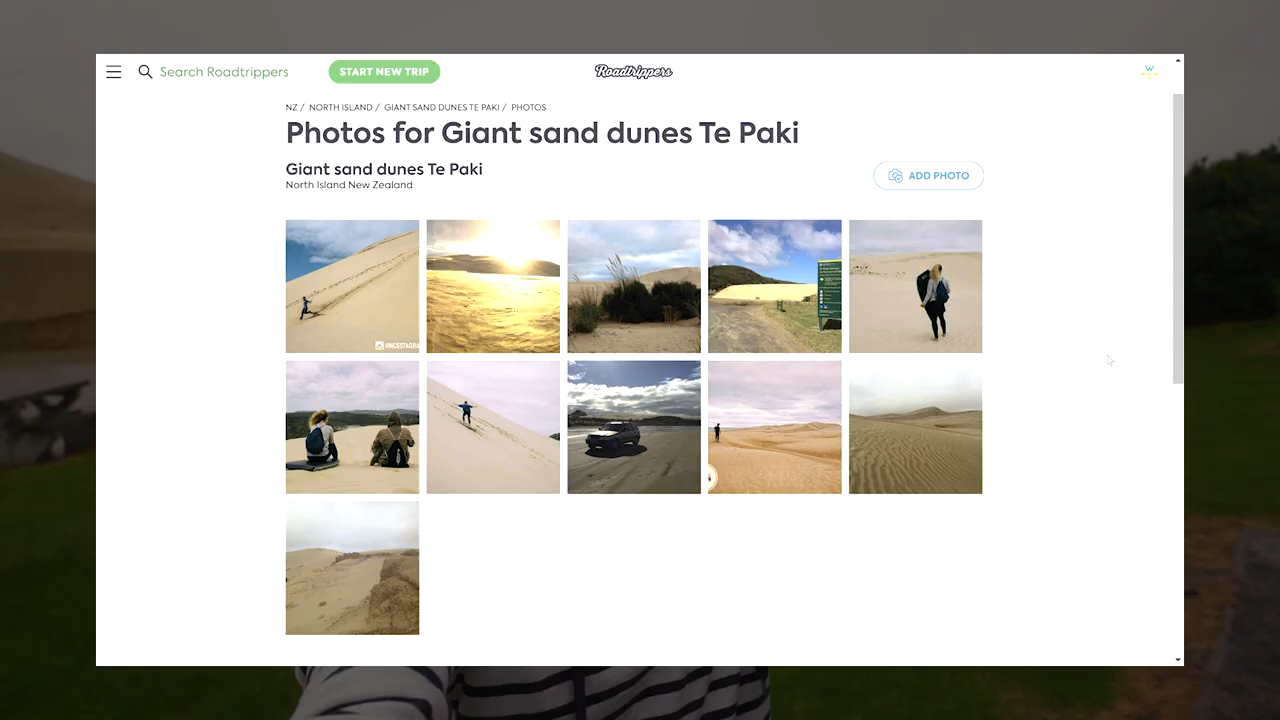 Search Roadtrippers
START NEW TRIP
Roadtrippers
W
NZ / NORTH ISLAND / GIANT SAND DUNES TE PAKI / PHOTOS
Photos for Giant sand dunes Te Paki
Giant sand dunes Te Paki
North Island New Zealand
ADD PHOTO
VINCESTAGRA